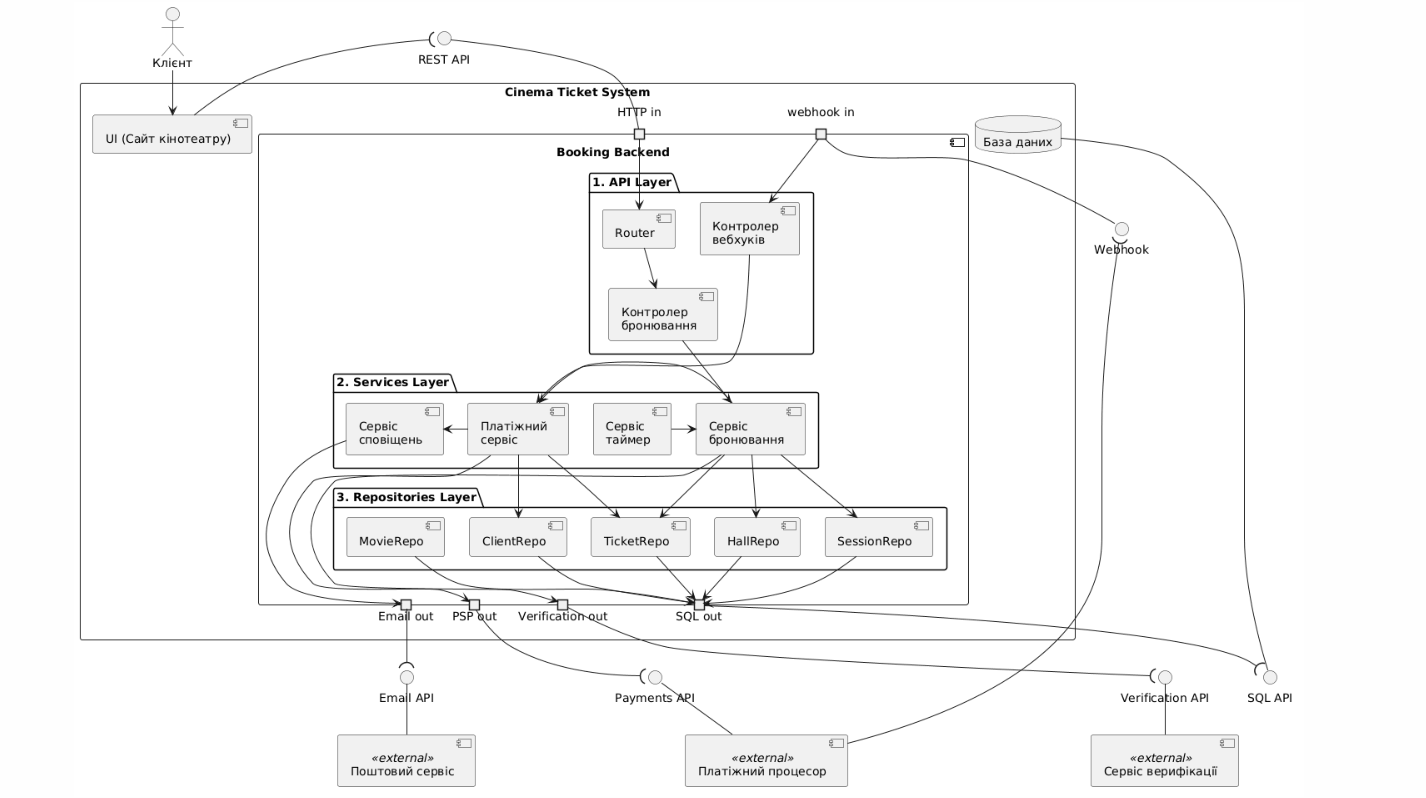 Клієнт
REST API
Cinema Ticket System
HTTP in
webhook in
UI (Сайт кінотеатру)
База даних
Booking Backend
1. API Layer
Router
Контролер
вебхуків
Webhook
Контролер
бронювання
2. Services Layer
Сервіс
сповіщень
Платіжний
сервіс
Сервіс
таймер
Сервіс
бронювання
3. Repositories Layer
MovieRepo
ClientRepo
TicketRepo
HallRepo
SessionRepo
Email out
PSP out
Verification out
SQL out
Email API
Payments API
Verification API
SQL API
«external»
Поштовий сервіс
«external»
Платіжний процесор
«external»
Сервіс верифікації